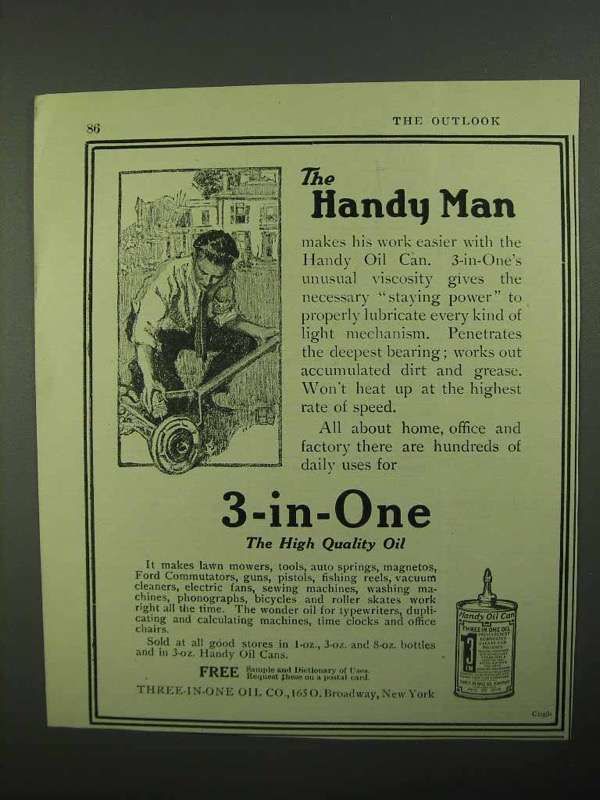 86
THE OUTLOOK
The
Handy Man
makes his work easier with the
Handy Oil Can. 3-in-One's
unusual viscosity gives the
necessary "staying power" to
properly lubricate every kind of
light mechanism. Penetrates
the deepest bearing; works out
accumulated dirt and grease.
Won't heat up at the highest
rate of speed.
All about home, office and
factory there are hundreds of
daily uses for
3-in-One
The High Quality Oil
It makes lawn mowers, tools, auto springs, magnetos,
Ford Commutators, guns, pistols, fishing reels, vacuum
cleaners, electric fans, sewing machines, washing ma-
chines, phonographs, bicycles and roller skates work
right all the time. The wonder oil for typewriters, dupli-
cating and calculating machines, time clocks and office
chairs.
Sold at all good stores in 1-oz., 3-oz. and 8-oz. bottles
and in 3-oz. Handy Oil Cans.
FREE Sample and Dictionary of Uses.
Request these on a postal card.
THREE-IN-ONE OIL CO., 165 O. Broadway, New York
Handy Oil Can
THREE IN ONE OIL
3
IN